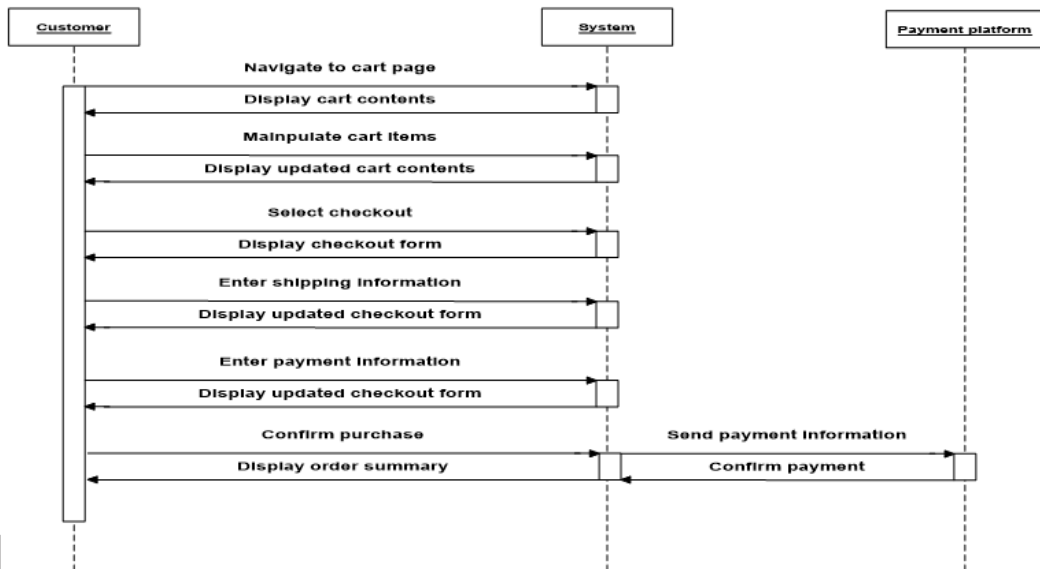 Customer
System
Payment platform
Navigate to cart page
Display cart contents
Mainpulate cart items
Display updated cart contents
Select checkout
Display checkout form
Enter shipping information
Display updated checkout form
Enter payment information
Display updated checkout form
Confirm purchase
Send payment information
Display order summary
Confirm payment